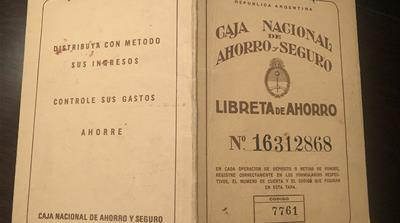 DISTRIBUYA CON METODO
SUS INGRESOS
CONTROLE SUS GASTOS
AHORRE
CAJA NACIONAL DE AHORRO Y SEGURO
REPUBLICA ARGENTINA
CAJA NACIONAL
DE
AHORRO Y SEGURO
LIBRETA DE AHORRO
Nº 16312868
EN CADA OPERACION DE DEPOSITO O RETIRO DE FONDOS,
REGISTRE CORRECTAMENTE EN LOS FORMULARIOS RESPEC-
TIVOS, EL NUMERO DE CUENTA Y EL CODIGO QUE FIGURAN
EN ESTA TAPA.
CODIGO
7761